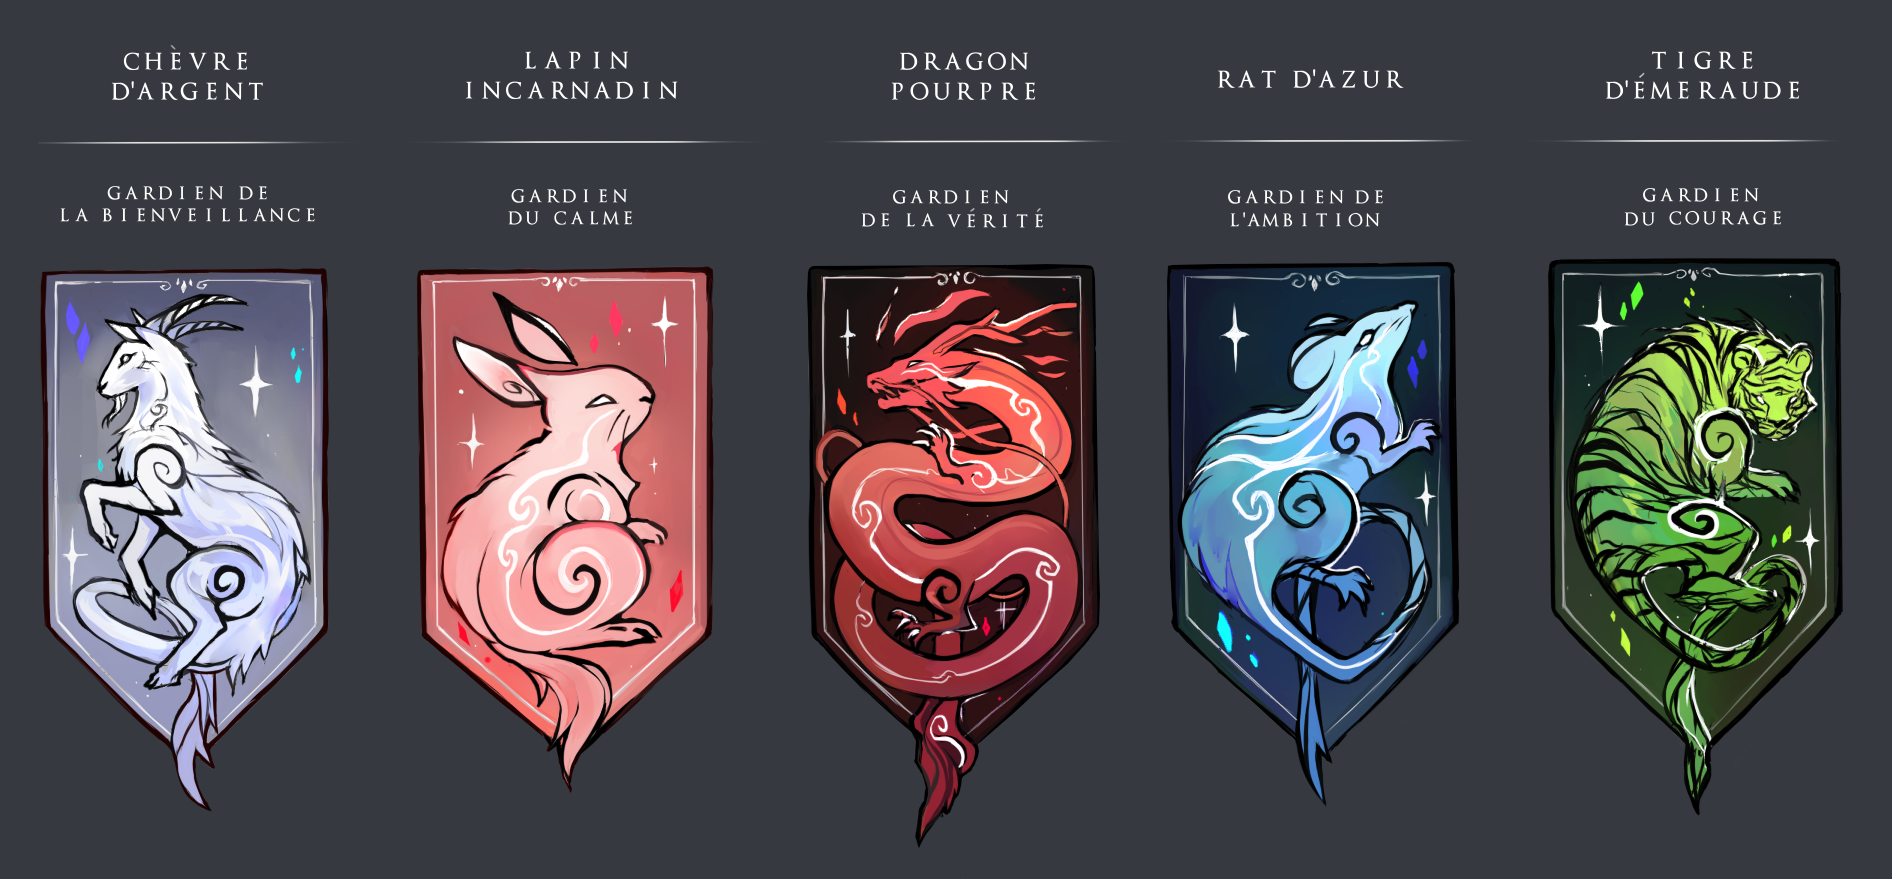 CHÈVRE
D'ARGENT
GARDIEN DE
LA BIENVEILLANCE
LAPIN
INCARNADIN
GARDIEN
DU CALME
DRAGON
POURPRE
GARDIEN
DE LA VÉRITÉ
RAT D'AZUR
GARDIEN DE
L'AMBITION
TIGRE
D'ÉMERAUDE
GARDIEN
DU COURAGE